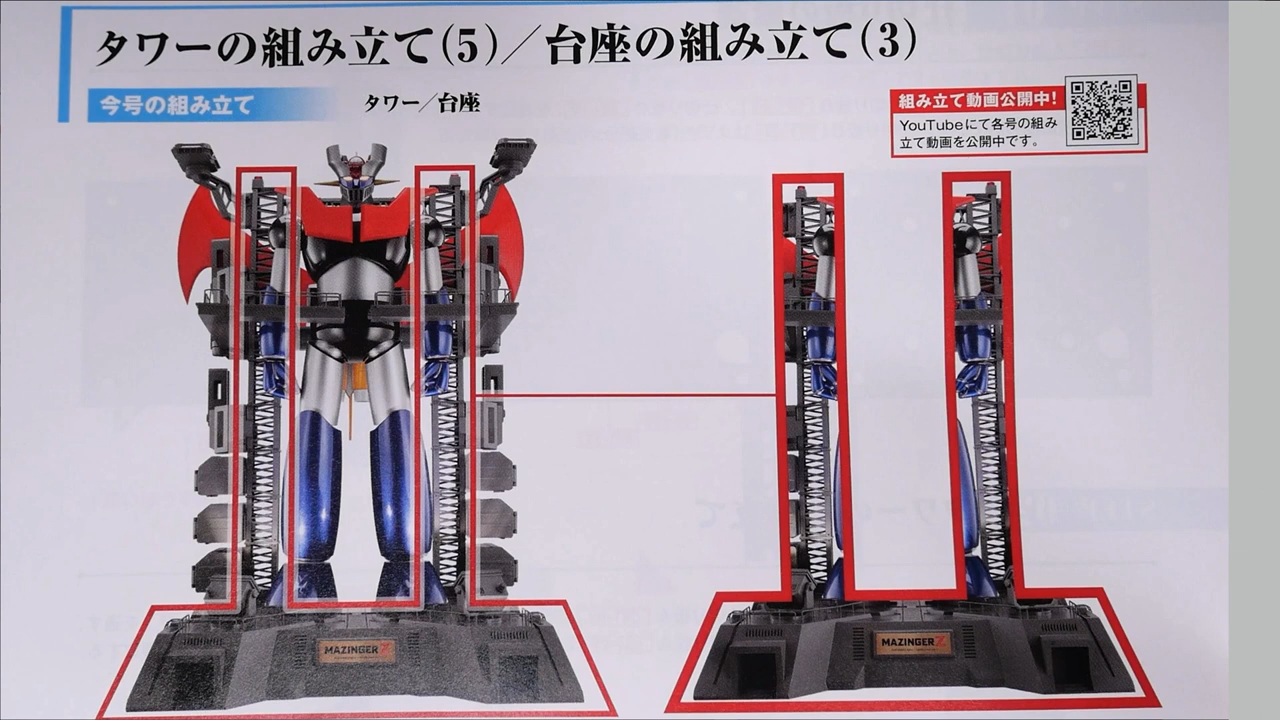 タワーの組み立て(5)/台座の組み立て(3)
今号の組み立て
タワー/台座
組み立て動画公開中!
YouTubeにて各号の組み
立て動画を公開中です。
MAZINGER Z
MAZINGER Z